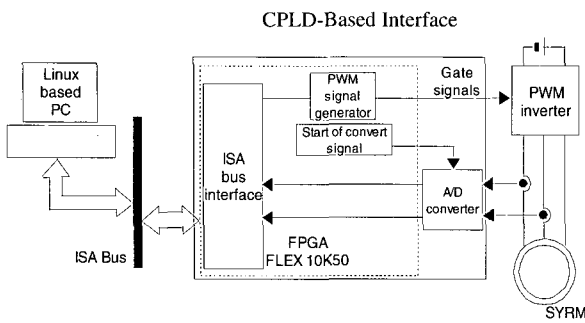 CPLD-Based Interface
Linux
based
PC
ISA Bus
ISA
bus
interface
PWM
signal
generator
Start of convert
signal
FPGA
FLEX 10K50
Gate
signals
A/D
converter
PWM
inverter
SYRM